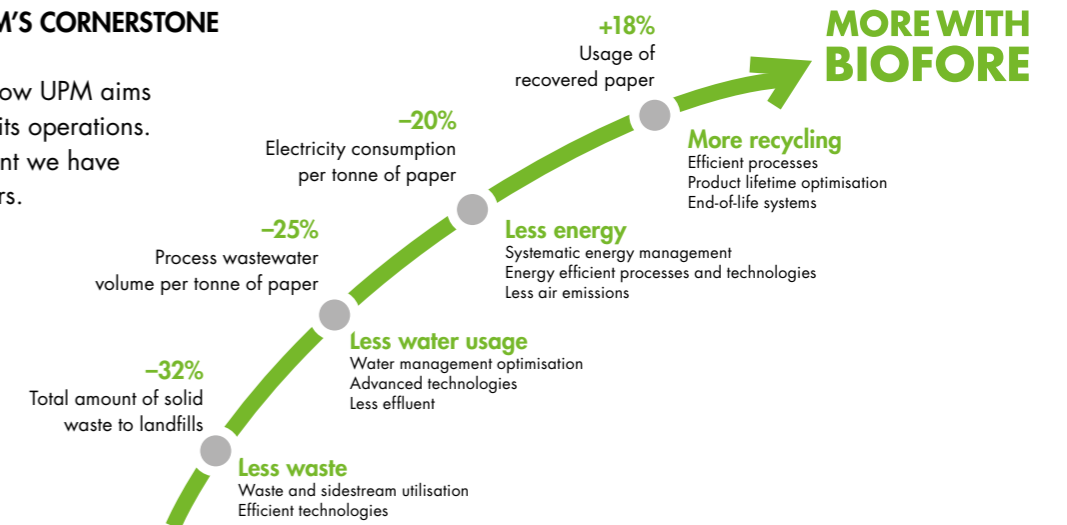 M'S CORNERSTONE
ow UPM aims
its operations.
nt we have
rs.
MORE WITH
BIOFORE
+18%
Usage of
recovered paper
More recycling
Efficient processes
Product lifetime optimisation
End-of-life systems
–20%
Electricity consumption
per tonne of paper
Less energy
Systematic energy management
Energy efficient processes and technologies
Less air emissions
–25%
Process wastewater
volume per tonne of paper
Less water usage
Water management optimisation
Advanced technologies
Less effluent
–32%
Total amount of solid
waste to landfills
Less waste
Waste and sidestream utilisation
Efficient technologies